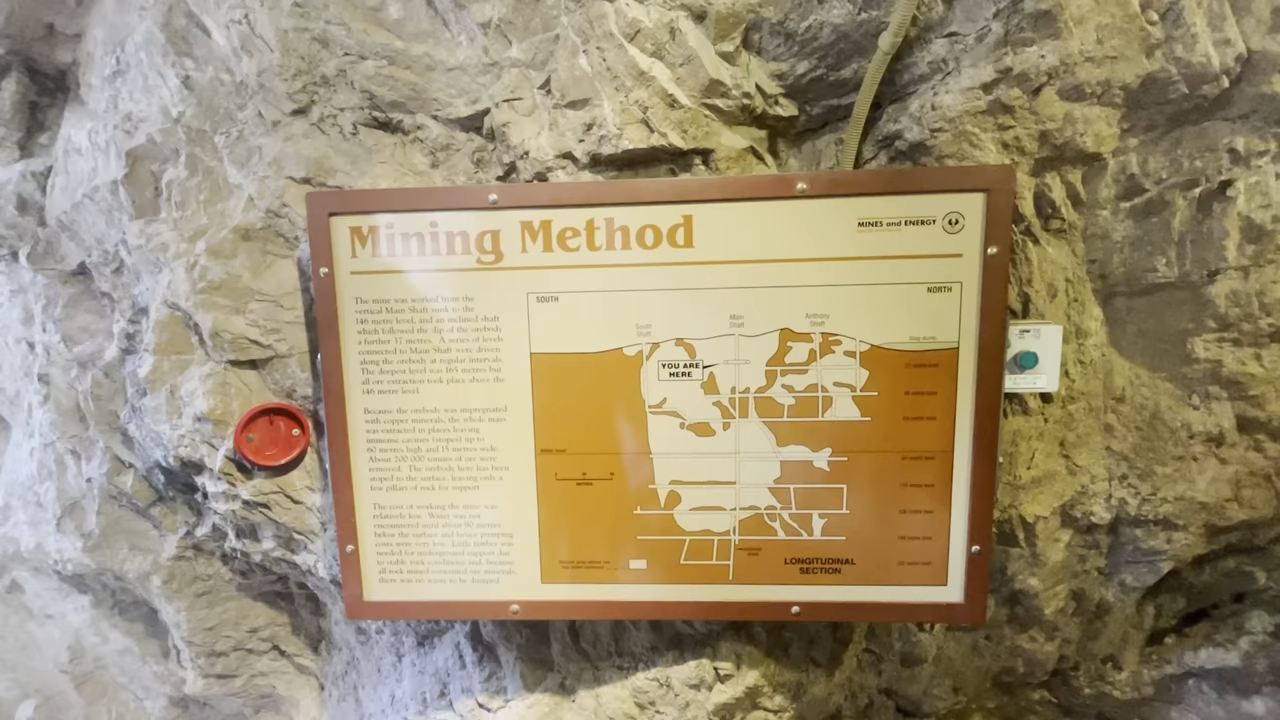 Mining Method
MINES and ENERGY
The mine was worked from the
vertical Main Shaft sunk to the
146 metre level, and an inclined shaft
which followed the dip of the orebody
a further 37 metres. A series of levels
connected to Main Shaft were driven
along the orebody at regular intervals.
The deepest level was 165 metres but
all ore extraction took place above the
146 metre level.
Because the orebody was impregnated
with copper minerals, the whole mass
was extracted in places leaving
immense cavities (stopes) up to
60 metres high and 15 metres wide.
About 200 000 tonnes of ore were
removed. The orebody here has been
stoped to the surface, leaving only a
few pillars of rock for support.
The cost of working the mine was
relatively low. Water was not
encountered until about 90 metres
below the surface and hence pumping
costs were very low. Little timber was
needed for underground support due
to stable rock conditions and, because
all rock mined contained ore minerals,
there was no waste to be dumped.
SOUTH
NORTH
South
Shaft
Main
Shaft
Anthony
Shaft
Slag dump
YOU ARE
HERE
METRES
LONGITUDINAL
SECTION